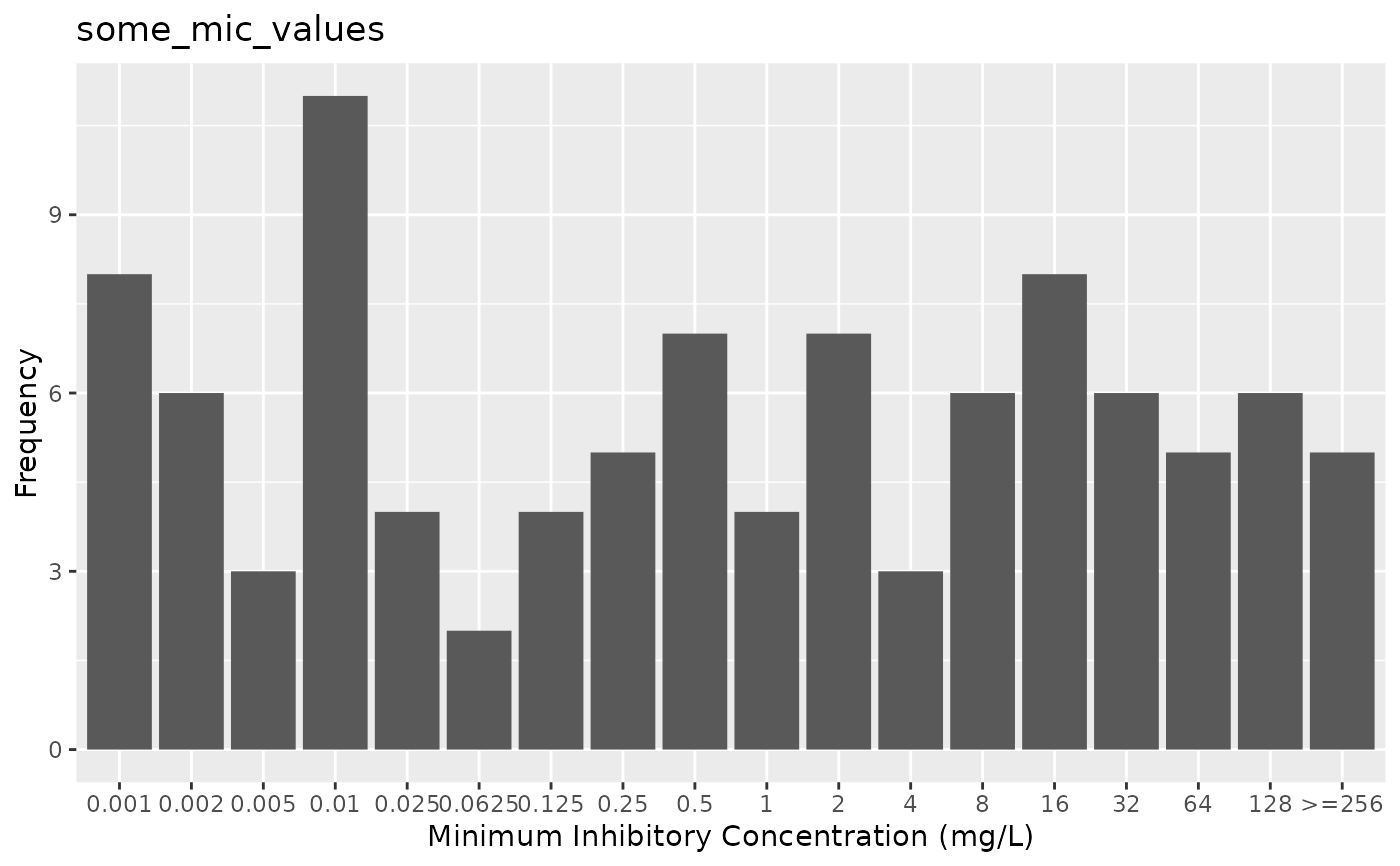 some_mic_values
Frequency
9
6
3
0
0.001 0.002 0.005 0.01 0.025 0.0625 0.125 0.25 0.5 1 2 4 8 16 32 64 128 >=256
Minimum Inhibitory Concentration (mg/L)